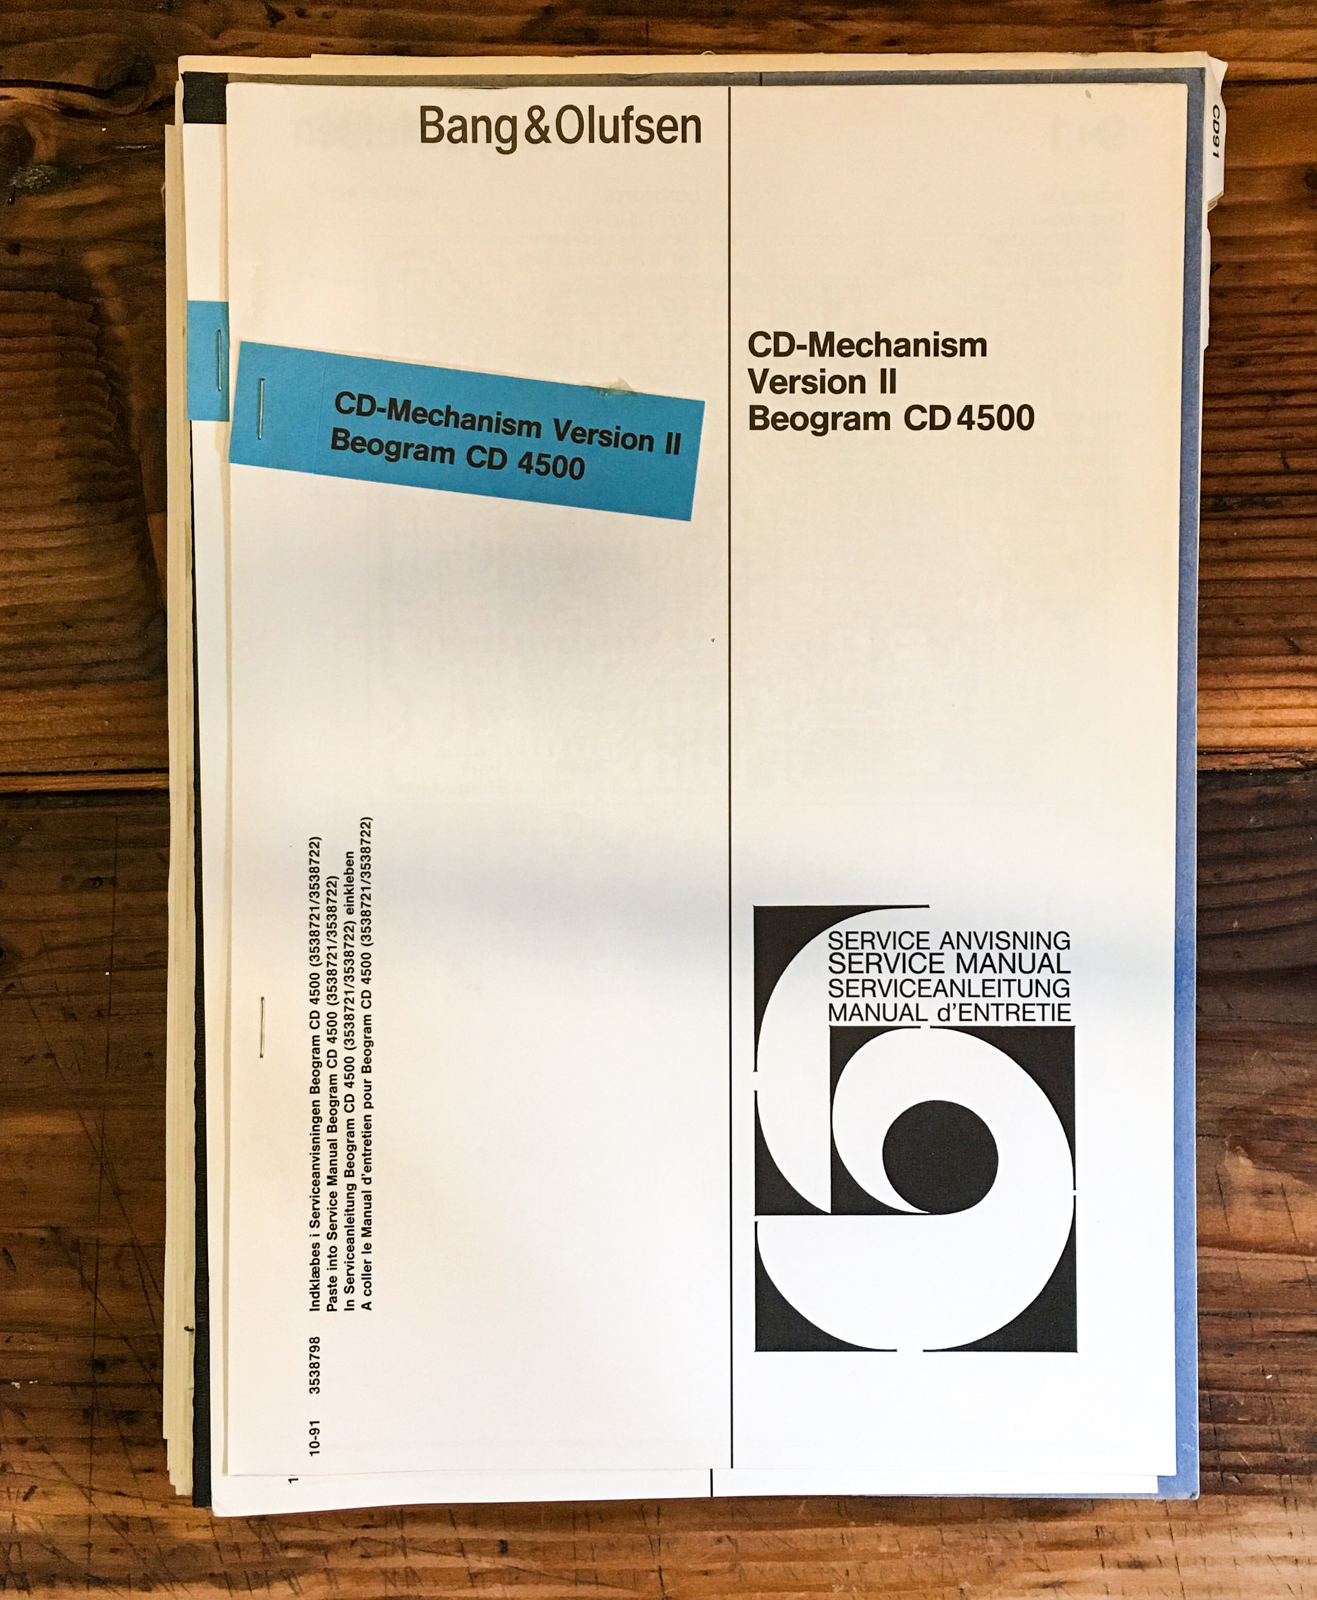 Bang&Olufsen
CD91
CD-Mechanism
Version II
Beogram CD 4500
CD-Mechanism Version II
Beogram CD 4500
SERVICE ANVISNING
SERVICE MANUAL
SERVICEANLEITUNG
MANUAL d'ENTRETIE
Indklæbes i Serviceanvisningen Beogram CD 4500 (3538721/3538722)
Paste into Service Manual Beogram CD 4500 (3538721/3538722)
In Serviceanleitung Beogram CD 4500 (3538721/3538722) einkleben
A coller le Manual d'entretien pour Beogram CD 4500 (3538721/3538722)
10-91 3538798
1